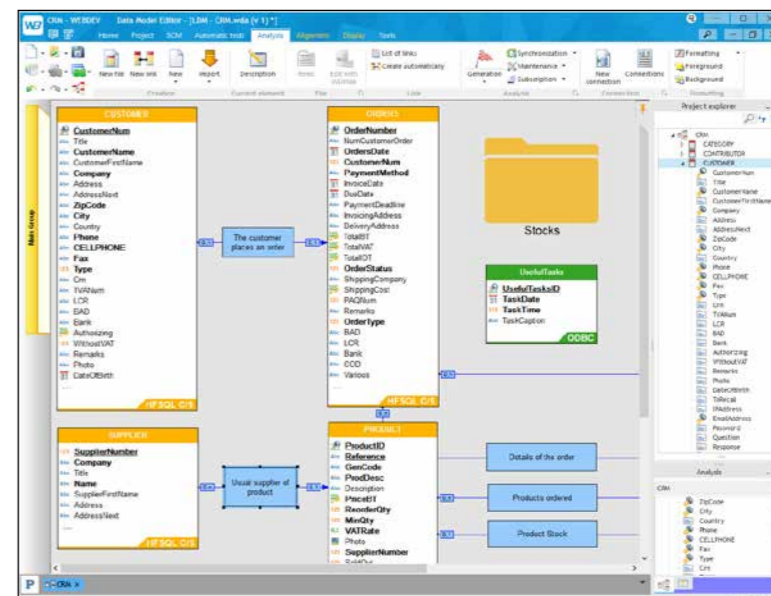 CRM - WEBDEV Data Model Editor - [LDM - CRM.wda (v 1) *]
Home Project SCM Automatic tests Analysis Alignment Display Tools
List of links
Create automatically
Synchronization
Maintenance
Subscription
Formatting
Foreground
Background
New file New link New Import Description Generation New connection Connections
Creation Current element Link Analysis Connection Formatting
Main Group
CUSTOMER
CustomerNum
Title
CustomerName
CustomerFirstName
Company
Address
AddressNext
ZipCode
City
Country
Phone
CELLPHONE
Fax
Type
Cm
TVANum
LCR
BAD
Bank
Authorizing
WithoutVAT
Remarks
Photo
DateOfBirth
HFSQL C/S
The customer
places an order
ORDERS
OrderNumber
NumCustomerOrder
OrdersDate
CustomerNum
PaymentMethod
InvoiceDate
DueDate
PaymentDeadline
InvoicingAddress
DeliveryAddress
TotalBT
TotalVAT
TotalIOT
OrderStatus
ShippingCompany
ShippingCost
PAQNum
Remarks
OrderType
BAD
LCR
Bank
COD
Various
HFSQL C/S
Stocks
UsefulTasks
UsefulTasksID
TaskDate
TaskTime
TaskCaption
ODBC
SUPPLIER
SupplierNumber
Company
Title
Name
SupplierFirstName
Address
AddressNext
HFSQL C/S
Usual supplier of
product
PRODUCT
ProductID
Reference
GenCode
ProdDesc
Description
PriceBT
ReorderQty
MinQty
VATRate
Photo
SupplierNumber
Details of the order
Products ordered
Product Stock
Project explorer
CRM
CATEGORY
CONTRIBUTOR
CUSTOMER
CustomerNum
Title
CustomerName
CustomerFirstName
Company
Address
AddressNext
ZipCode
City
Country
Phone
CELLPHONE
Fax
Type
Cm
TVANum
LCR
BAD
Bank
Authorizing
WithoutVAT
Remarks
Photo
DateOfBirth
ToRecall
IPAddress
EmailAddress
Password
Question
Response
Analysis
CRM
ZipCode
City
Country
Phone
CELLPHONE
Fax
Type
Cm
CRM